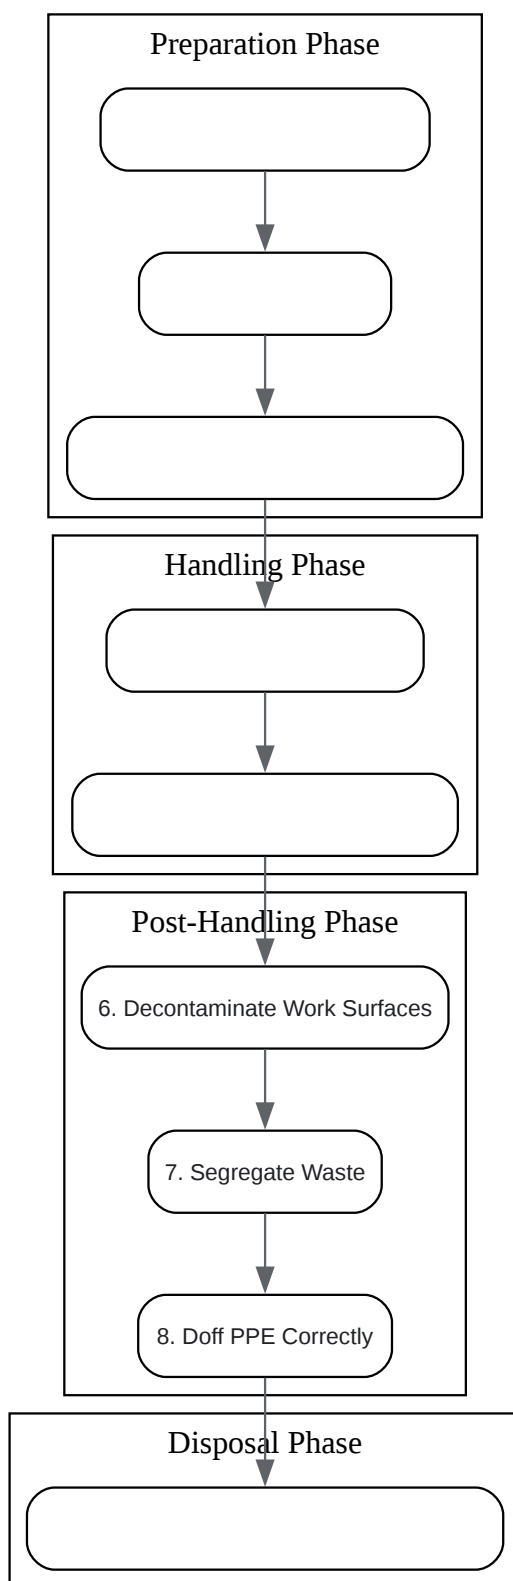 Preparation Phase
Handling Phase
Post-Handling Phase
6. Decontaminate Work Surfaces
7. Segregate Waste
8. Doff PPE Correctly
Disposal Phase